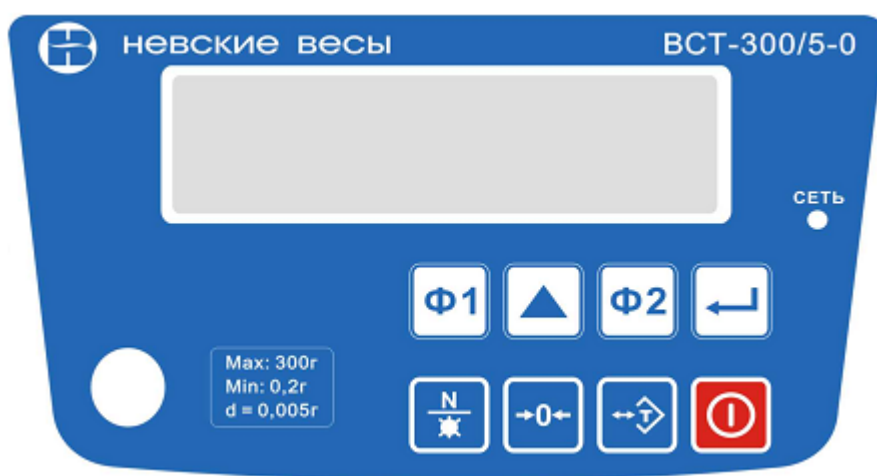 невские весы
ВСТ-300/5-0
СЕТЬ
Ф1
Ф2
Max: 300г
Min: 0,2г
d = 0,005г
N
→0←
T